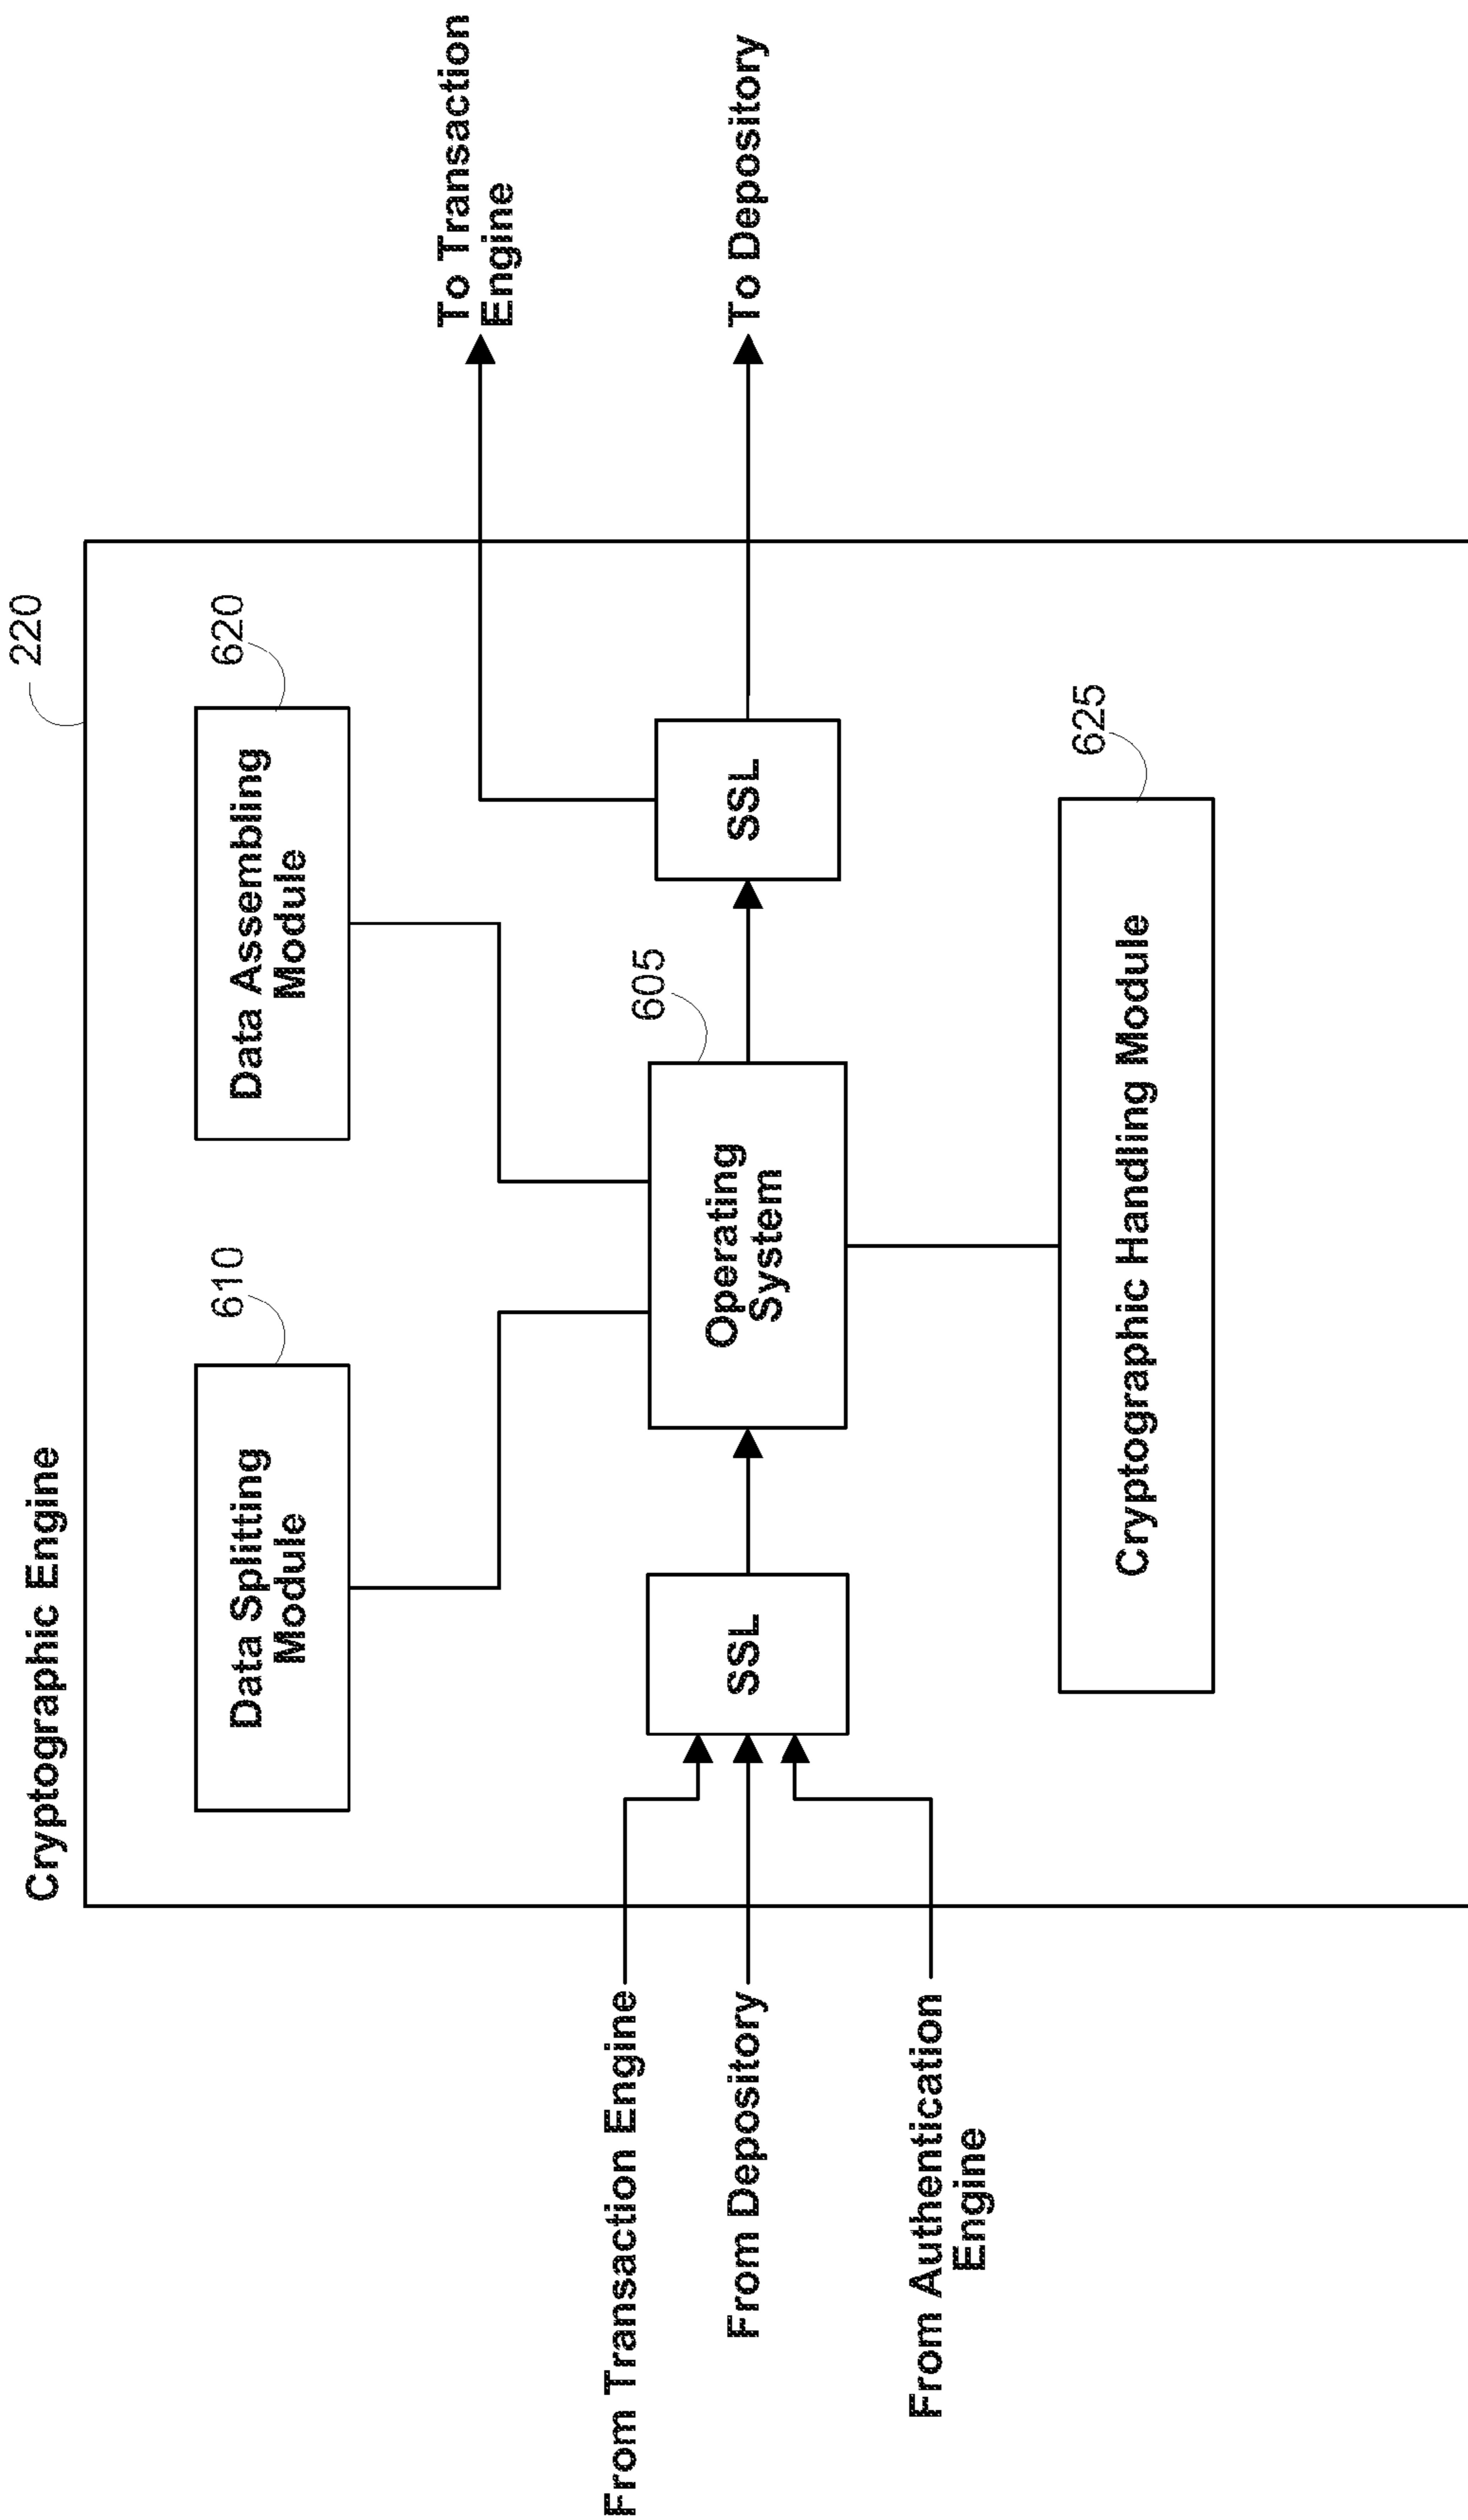 Cryptographic Engine
220
610
620
Data Splitting
Module
Data Assembling
Module
To Transaction
Engine
From Transaction Engine
605
From Depository
SSL
Operating
System
SSL
To Depository
From Authentication
Engine
625
Cryptographic Handling Module